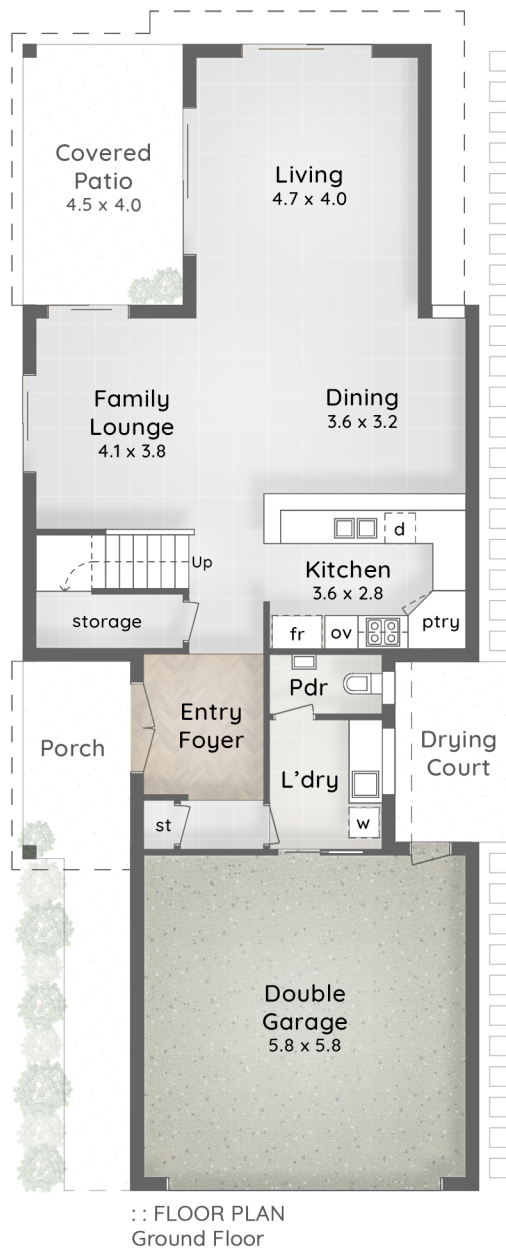 Covered
Patio
4.5 x 4.0
Living
4.7 x 4.0
Family
Lounge
4.1 x 3.8
Dining
3.6 x 3.2
d
Up
Kitchen
3.6 x 2.8
storage
fr
ov
ptry
Pdr
Entry
Foyer
Porch
Drying
Court
L'dry
st
w
Double
Garage
5.8 x 5.8
:: FLOOR PLAN
Ground Floor